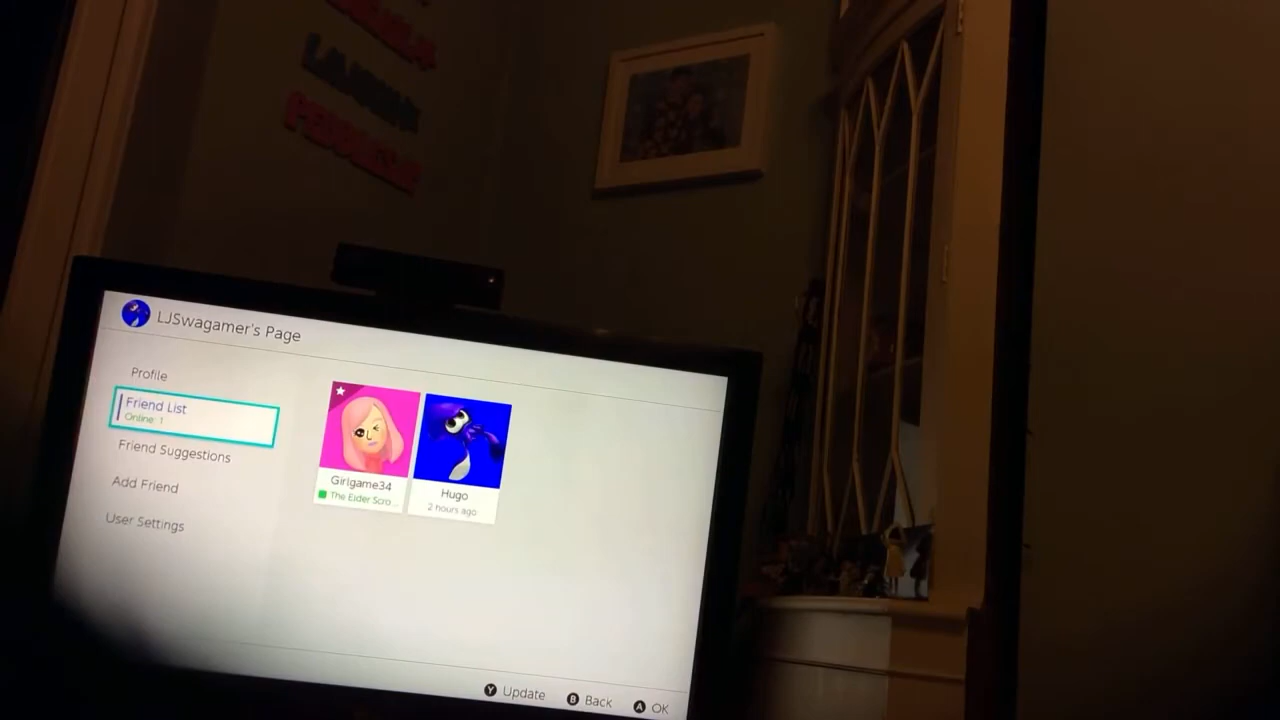 LJSwagamer's Page
Profile
Friend List
Online: 1
Friend Suggestions
Add Friend
User Settings
Girlgame34
The Elder Scro...
Hugo
2 hours ago
Y Update
B Back
A OK